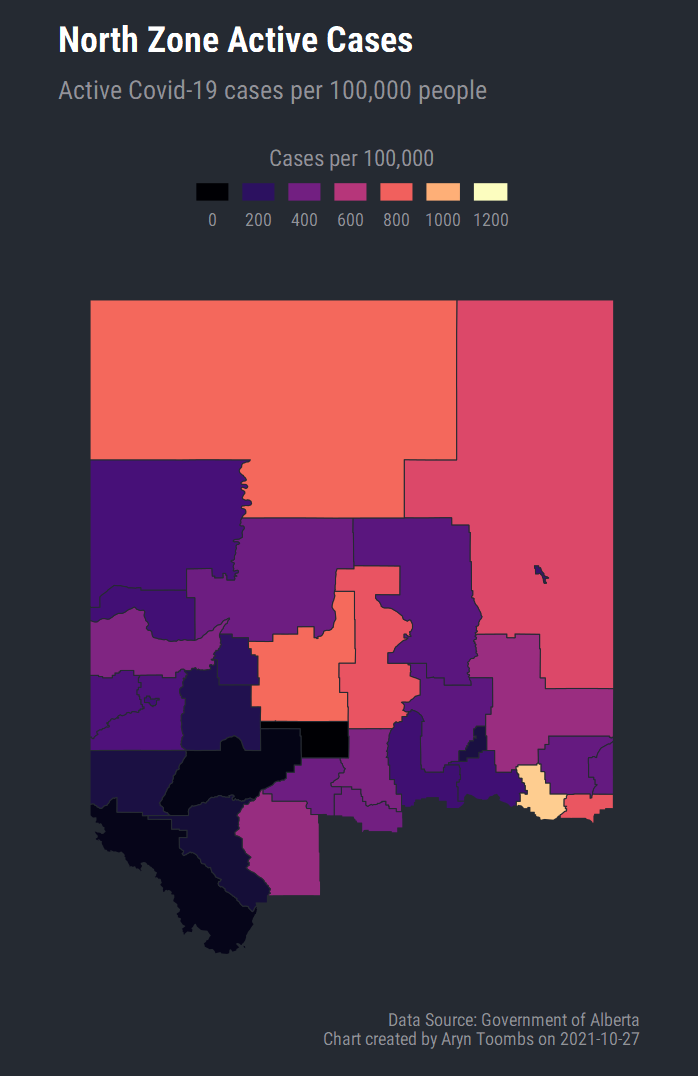 North Zone Active Cases
Active Covid-19 cases per 100,000 people
Cases per 100,000
0 200 400 600 800 1000 1200
Data Source: Government of Alberta
Chart created by Aryn Toombs on 2021-10-27